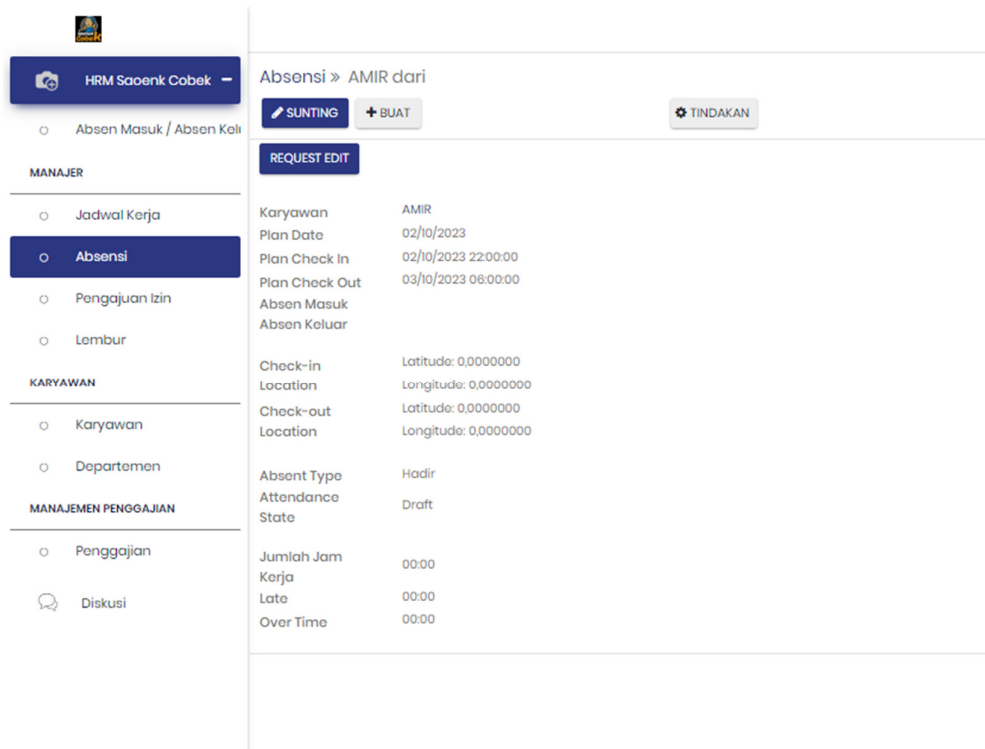 HRM Saoenk Cobek
Absen Masuk / Absen Kel
MANAJER
Jadwal Kerja
Absensi
Pengajuan Izin
Lembur
KARYAWAN
Karyawan
Departemen
MANAJEMEN PENGGAJIAN
Penggajian
Diskusi
Absensi » AMIR dari
SUNTING + BUAT TINDAKAN
REQUEST EDIT
Karyawan AMIR
Plan Date 02/10/2023
Plan Check In 02/10/2023 22:00:00
Plan Check Out 03/10/2023 06:00:00
Absen Masuk
Absen Keluar
Check-in Latitude: 0,0000000
Location Longitude: 0,0000000
Check-out Latitude: 0,0000000
Location Longitude: 0,0000000
Absent Type Hadir
Attendance
State Draft
Jumlah Jam
Kerja 00:00
Late 00:00
Over Time 00:00